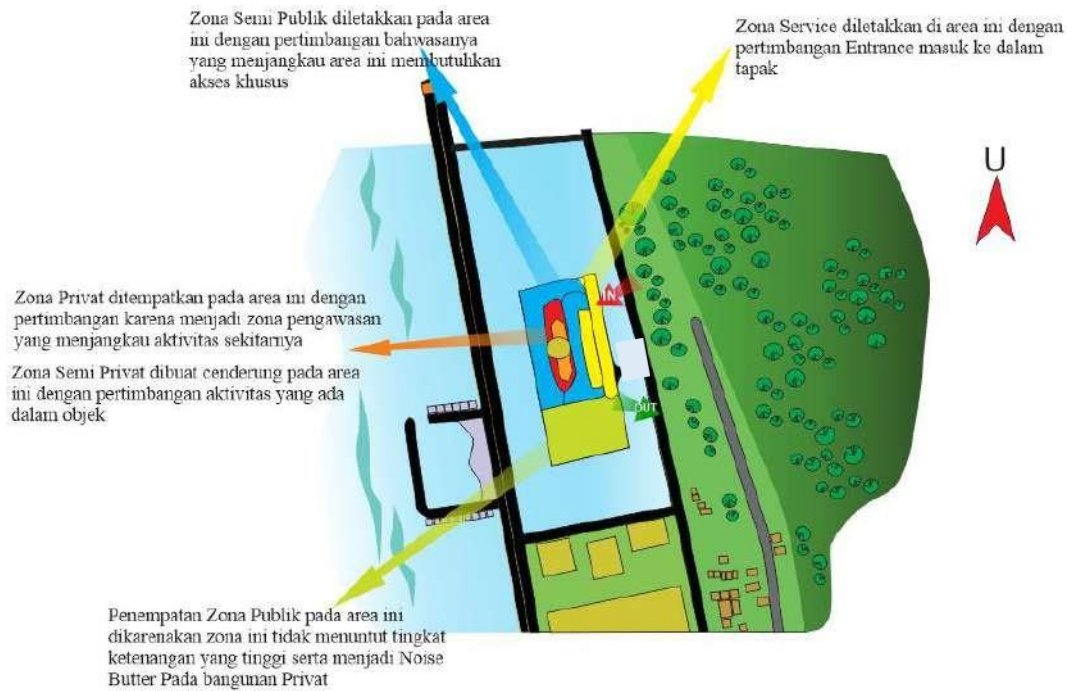 Zona Semi Publik diletakkan pada area
ini dengan pertimbangan bahwasanya
yang menjangkau area ini membutuhkan
akses khusus
Zona Service diletakkan di area ini dengan
pertimbangan Entrance masuk ke dalam
tapak
U
IN
Zona Privat ditempatkan pada area ini dengan
pertimbangan karena menjadi zona pengawasan
yang menjangkau aktivitas sekitarnya
Zona Semi Privat dibuat cenderung pada area
ini dengan pertimbangan aktivitas yang ada
dalam objek
OUT
Penempatan Zona Publik pada area ini
dikarenakan zona ini tidak menuntut tingkat
ketenangan yang tinggi serta menjadi Noise
Butter Pada bangunan Privat